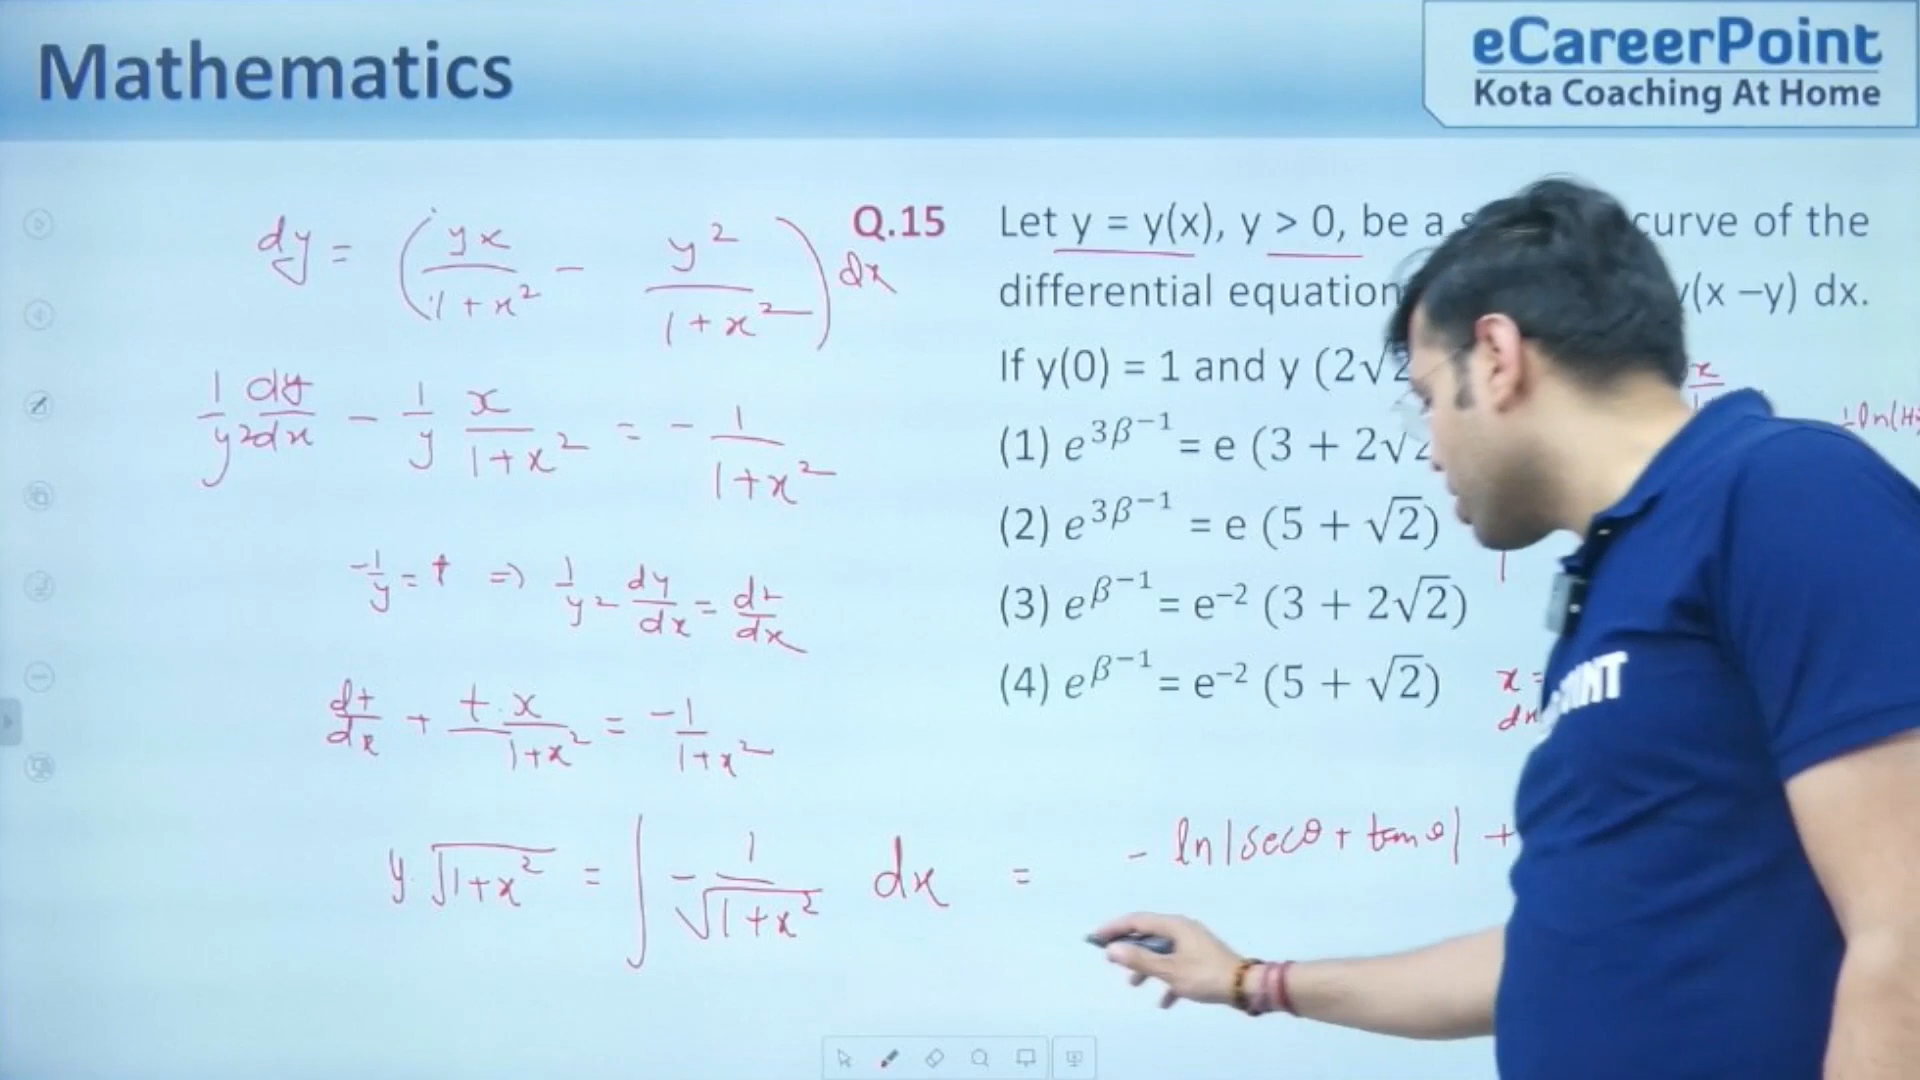 Mathematics
eCareerPoint
Kota Coaching At Home
dy = (yx/(1+x²) − y²/(1+x²)) dx
1/y² dy/dx − 1/y x/(1+x²) = − 1/(1+x²)
−1/y = t ⇒ 1/y² dy/dx = dt/dx
dt/dx + t·x/(1+x²) = −1/(1+x²)
y·√(1+x²) = ∫ − 1/√(1+x²) dx = − ln|secθ + tanθ| +
Q.15 Let y = y(x), y > 0, be a curve of the
differential equation y(x −y) dx.
If y(0) = 1 and y (2√2
(1) e^{3β−1} = e (3 + 2√2
(2) e^{3β−1} = e (5 + √2)
(3) e^{β−1} = e^{−2} (3 + 2√2)
(4) e^{β−1} = e^{−2} (5 + √2)
x
x =